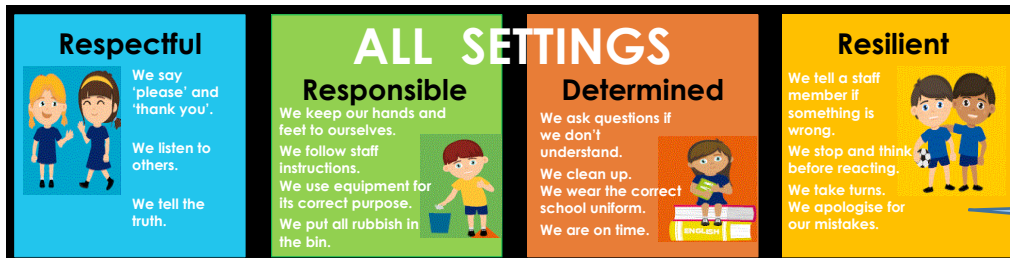 ALL SETTINGS
Respectful
We say
‘please’ and
‘thank you’.
We listen to
others.
We tell the
truth.
Responsible
We keep our hands and
feet to ourselves.
We follow staff
instructions.
We use equipment for
its correct purpose.
We put all rubbish in
the bin.
Determined
We ask questions if
we don’t
understand.
We clean up.
We wear the correct
school uniform.
We are on time.
ENGLISH
Resilient
We tell a staff
member if
something is
wrong.
We stop and think
before reacting.
We take turns.
We apologise for
our mistakes.